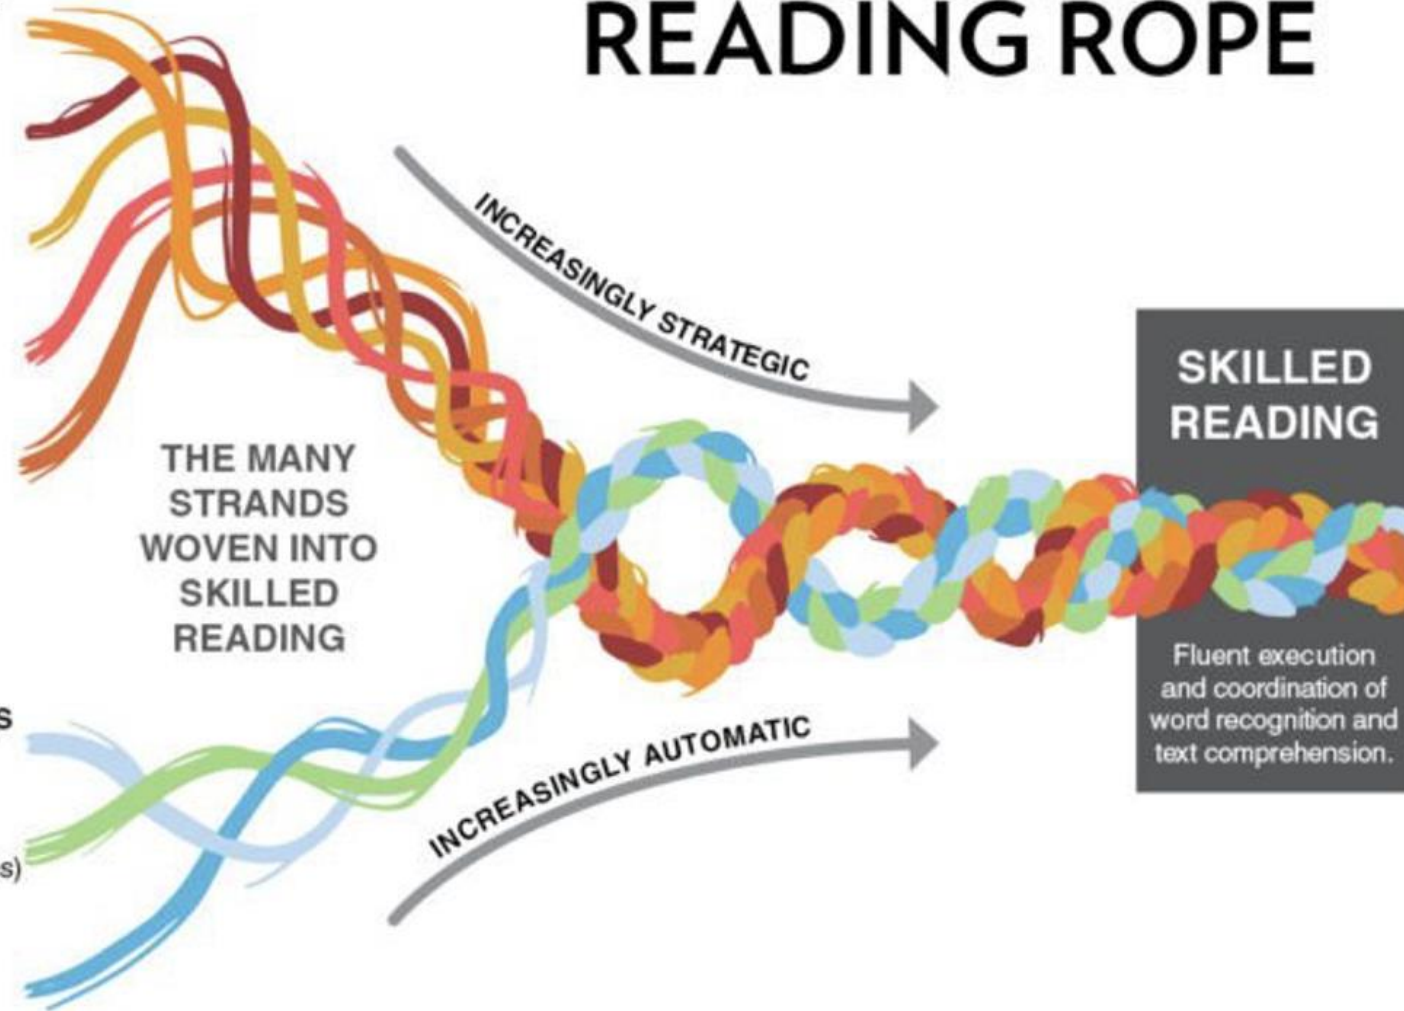 READING ROPE
INCREASINGLY STRATEGIC
SKILLED
READING
THE MANY
STRANDS
WOVEN INTO
SKILLED
READING
Fluent execution
and coordination of
word recognition and
text comprehension.
S
INCREASINGLY AUTOMATIC
s)